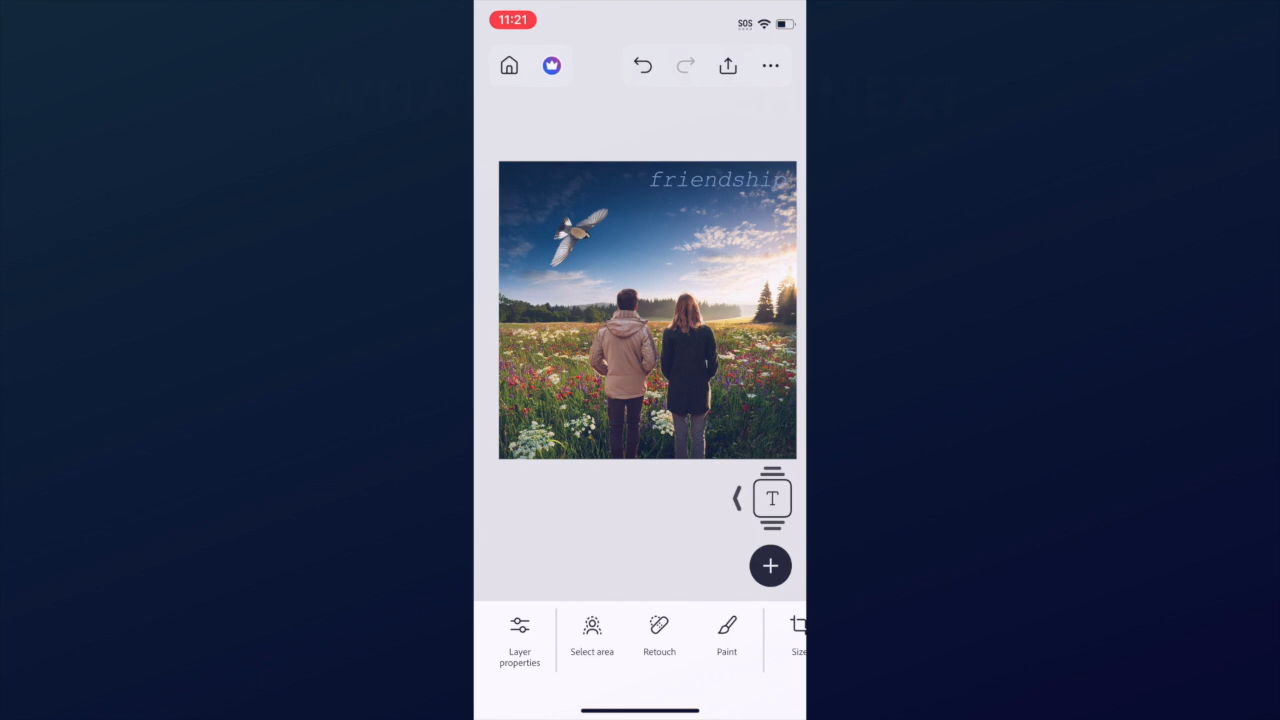 11:21
SOS
friendship
T
Layer
properties
Select area
Retouch
Paint
Size